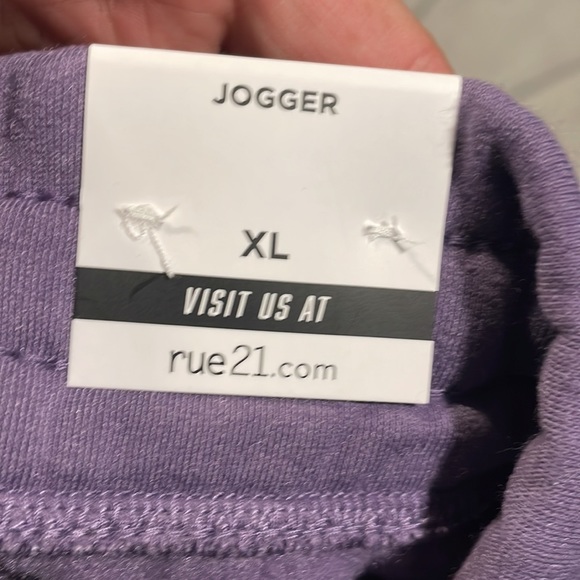 JOGGER
XL
VISIT US AT
rue21.com